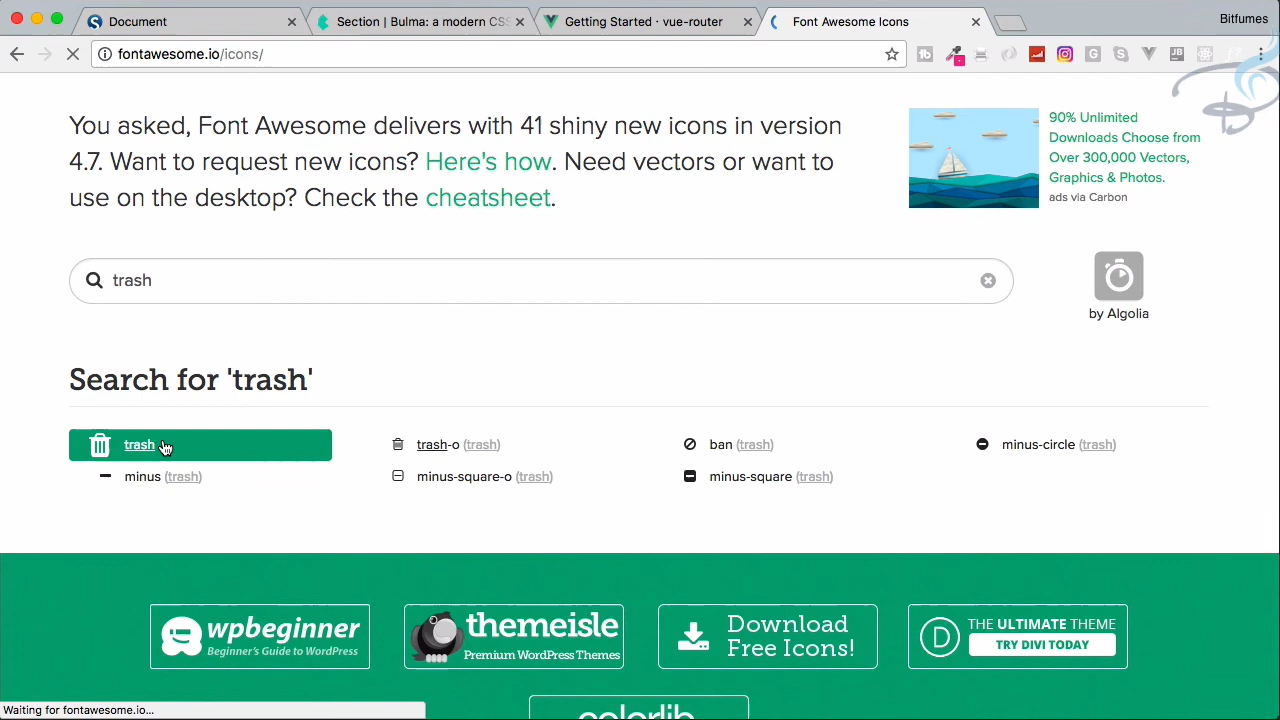 Document
Section | Bulma: a modern CSS
Getting Started · vue-router
Font Awesome Icons
Bitfumes
fontawesome.io/icons/
You asked, Font Awesome delivers with 41 shiny new icons in version
4.7. Want to request new icons? Here's how. Need vectors or want to
use on the desktop? Check the cheatsheet.
90% Unlimited
Downloads Choose from
Over 300,000 Vectors,
Graphics & Photos.
ads via Carbon
trash
by Algolia
Search for 'trash'
trash
trash-o (trash)
ban (trash)
minus-circle (trash)
minus (trash)
minus-square-o (trash)
minus-square (trash)
wpbeginner
Beginner's Guide to WordPress
themeisle
Premium WordPress Themes
Download
Free Icons!
D
THE ULTIMATE THEME
TRY DIVI TODAY
colorlib
Waiting for fontawesome.io...